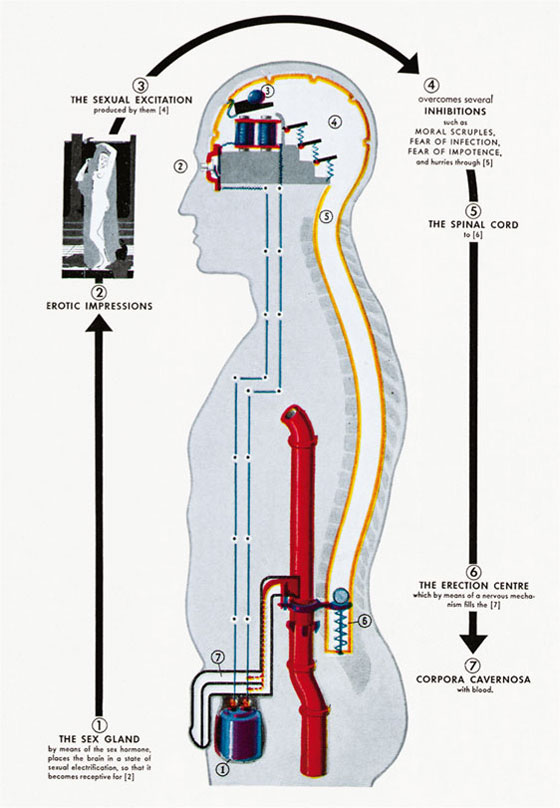 ①
THE SEX GLAND
by means of the sex hormone,
places the brain in a state of
sexual electrification, so that it
becomes receptive for [2]
②
EROTIC IMPRESSIONS
③
THE SEXUAL EXCITATION
produced by them [4]
④
overcomes several
INHIBITIONS
such as
MORAL SCRUPLES,
FEAR OF INFECTION,
FEAR OF IMPOTENCE,
and hurries through [5]
⑤
THE SPINAL CORD
to [6]
⑥
THE ERECTION CENTRE
which by means of a nervous mecha-
nism fills the [7]
⑦
CORPORA CAVERNOSA
with blood.
③
④
②
⑤
⑥
⑦
①